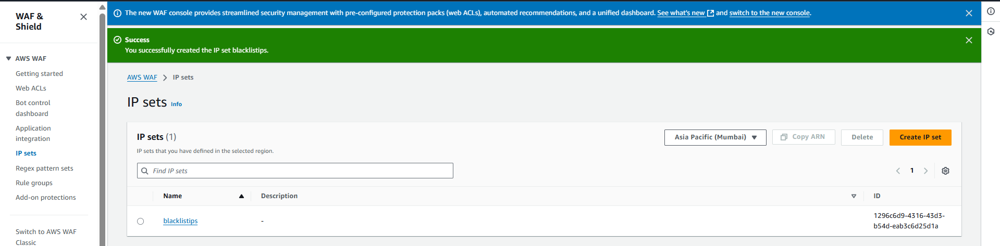 WAF &
Shield
AWS WAF
Getting started
Web ACLs
Bot control
dashboard
Application
integration
IP sets
Regex pattern sets
Rule groups
Add-on protections
Switch to AWS WAF
Classic
The new WAF console provides streamlined security management with pre-configured protection packs (web ACLs), automated recommendations, and a unified dashboard. See what's new and switch to the new console.
Success
You successfully created the IP set blacklistips.
AWS WAF > IP sets
IP sets Info
IP sets (1)
Asia Pacific (Mumbai) Copy ARN Delete Create IP set
IP sets that you have defined in the selected region.
Find IP sets
1
Name Description ID
blacklistips - 1296c6d9-4316-43d3-
b54d-eab3c6d25d1a